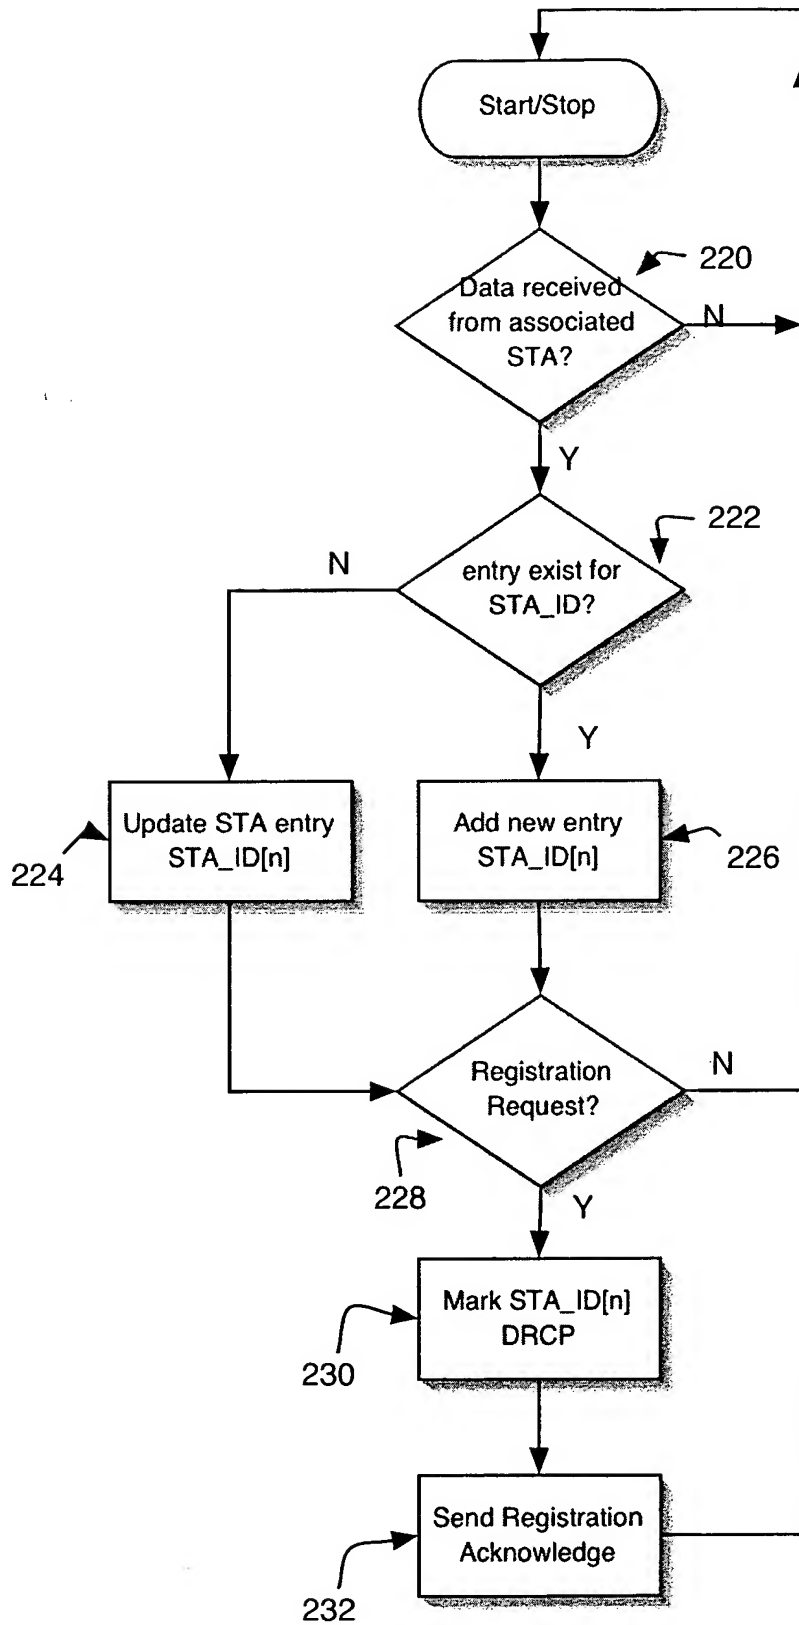 Start/Stop
220
Data received
from associated
STA?
N
Y
222
N
entry exist for
STA_ID?
Y
Update STA entry
STA_ID[n]
224
Add new entry
STA_ID[n]
226
Registration
Request?
N
228
Y
Mark STA_ID[n]
DRCP
230
Send Registration
Acknowledge
232